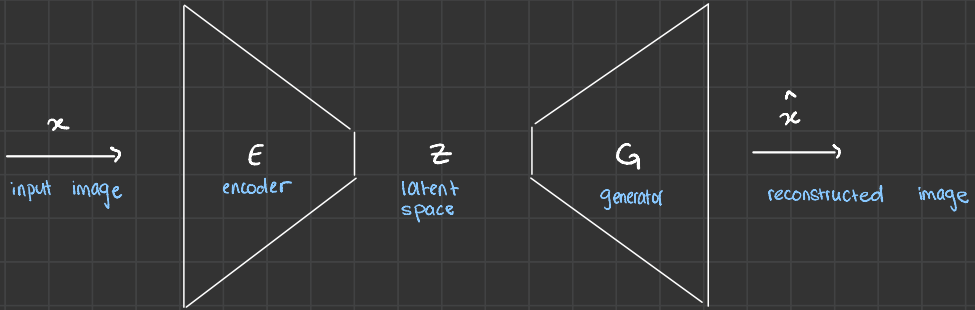 x
input image
E
encoder
Z
latent
space
G
generator
x̂
reconstructed image